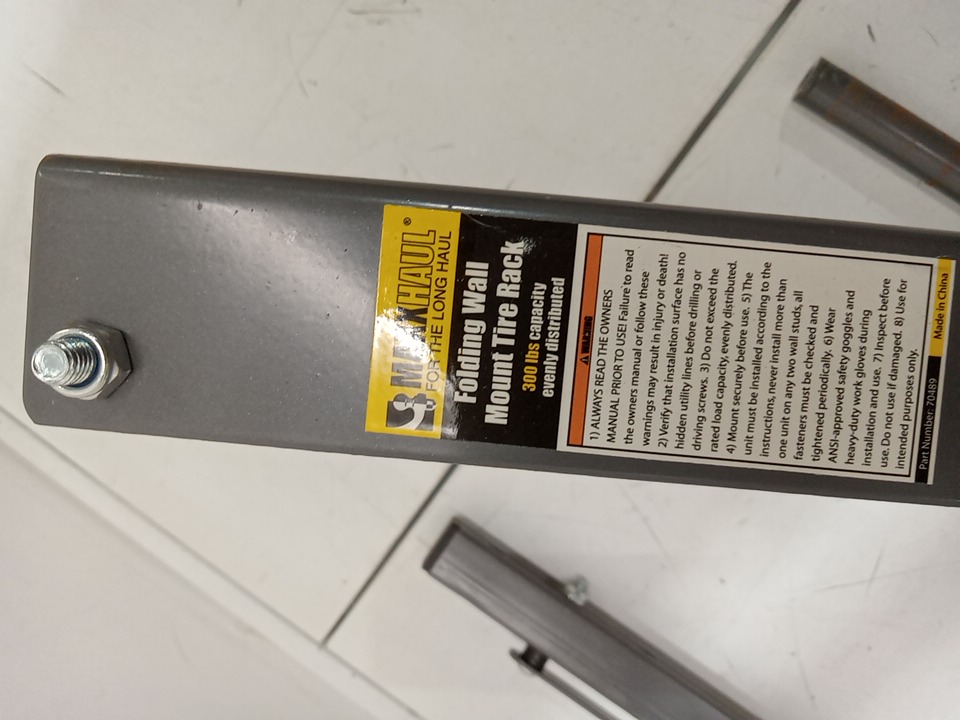 HAUL®
FOR THE LONG HAUL
Folding Wall
Mount Tire Rack
300 lbs capacity
evenly distributed
WARNING
1) ALWAYS READ THE OWNERS
MANUAL PRIOR TO USE! Failure to read
the owners manual or follow these
warnings may result in injury or death!
2) Verify that installation surface has no
hidden utility lines before drilling or
driving screws. 3) Do not exceed the
rated load capacity, evenly distributed.
4) Mount securely before use. 5) The
unit must be installed according to the
instructions, never install more than
one unit on any two wall studs, all
fasteners must be checked and
tightened periodically. 6) Wear
ANSI-approved safety goggles and
heavy-duty work gloves during
installation and use. 7) Inspect before
use. Do not use if damaged. 8) Use for
intended purposes only.
Part Number: 70489 Made in China